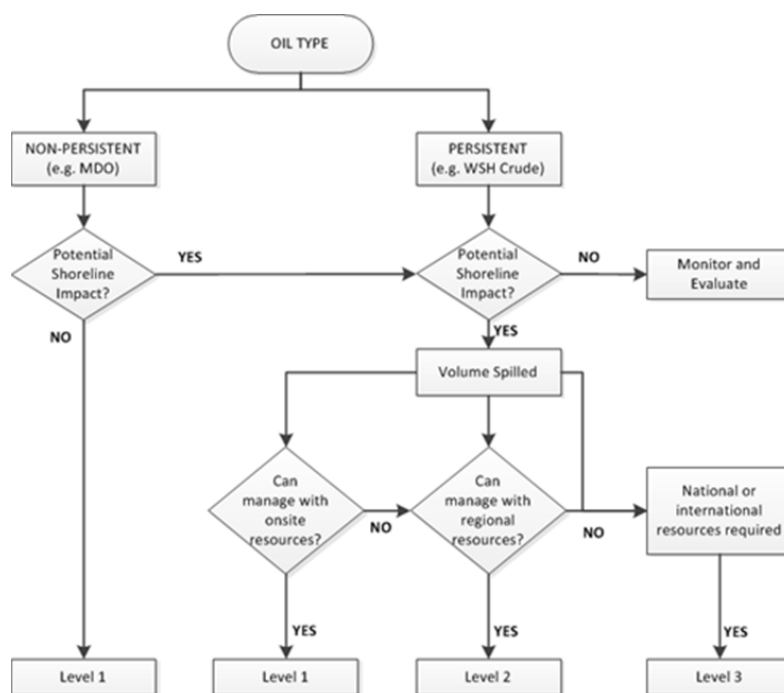 OIL TYPE
NON-PERSISTENT
(e.g. MDO)
PERSISTENT
(e.g. WSH Crude)
Potential
Shoreline
Impact?
YES
Potential
Shoreline
Impact?
NO
Monitor and
Evaluate
NO
YES
Volume Spilled
Can
manage with
onsite
resources?
NO
Can
manage with
regional
resources?
NO
National or
international
resources required
YES
YES
YES
Level 1
Level 1
Level 2
Level 3